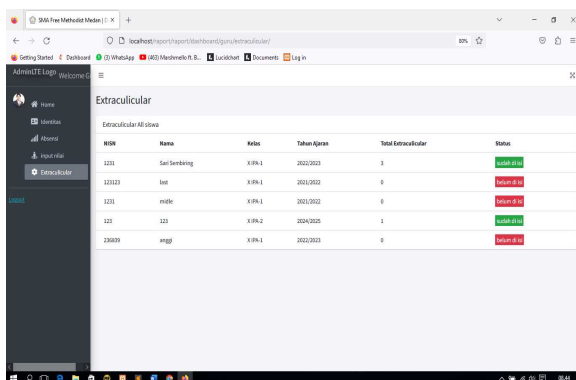 SMA Free Methodist Medan | D
localhost/raport/raport/dashboard/guru/extraculicular/
80%
Getting Started
Dashboard
(3) WhatsApp
(463) Marshmello ft. B...
Lucidchart
Documents
Log in
AdminLTE Logo Welcome G
Home
Identitas
Absensi
input nilai
Extraculicular
Logout
Extraculicular
Extraculicular All siswa
NISN Nama Kelas Tahun Ajaran Total Extraculicular Status
1231 Sari Sembiring X IPA-1 2022/2023 3 sudah di isi
123123 last X IPA-1 2021/2022 0 belum di isi
1231 midle X IPA-1 2021/2022 0 belum di isi
123 123 X IPA-2 2024/2025 1 sudah di isi
236839 anggi X IPA-1 2022/2023 0 belum di isi
08.44